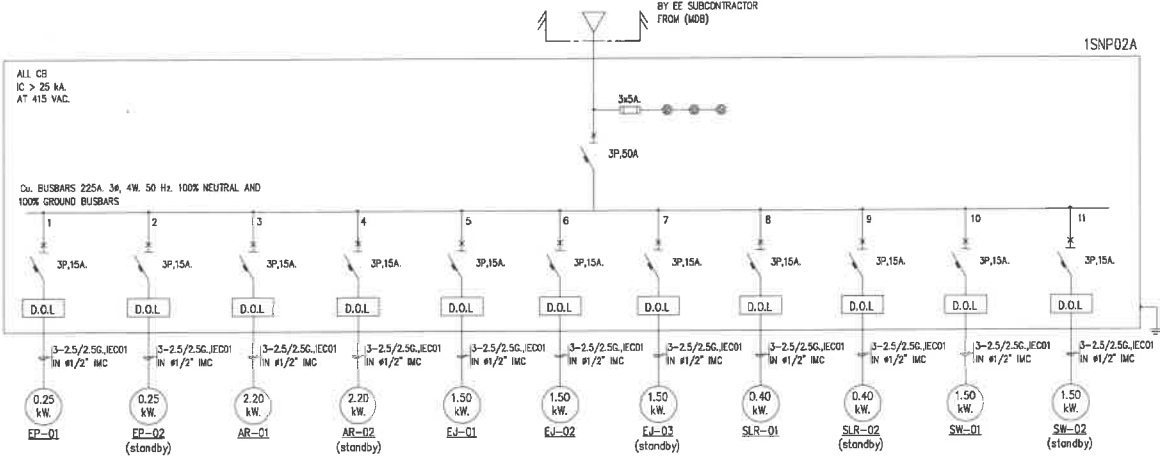 BY EE SUBCONTRACTOR
FROM (MDB)
1SNP02A
ALL CB
IC > 25 kA.
AT 415 VAC.
3x5A.
3P,50A
Cu. BUSBARS 225A. 3ø, 4W. 50 Hz. 100% NEUTRAL AND
100% GROUND BUSBARS
1 2 3 4 5 6 7 8 9 10 11
3P,15A. 3P,15A. 3P,15A. 3P,15A. 3P,15A. 3P,15A. 3P,15A. 3P,15A. 3P,15A. 3P,15A. 3P,15A.
D.O.L D.O.L D.O.L D.O.L D.O.L D.O.L D.O.L D.O.L D.O.L D.O.L D.O.L
3-2.5/2.5G.,IEC01 3-2.5/2.5G.,IEC01 3-2.5/2.5G.,IEC01 3-2.5/2.5G.,IEC01 3-2.5/2.5G.,IEC01 3-2.5/2.5G.,IEC01 3-2.5/2.5G.,IEC01 3-2.5/2.5G.,IEC01 3-2.5/2.5G.,IEC01 3-2.5/2.5G.,IEC01 3-2.5/2.5G.,IEC01
IN ø1/2" IMC IN ø1/2" IMC IN ø1/2" IMC IN ø1/2" IMC IN ø1/2" IMC IN ø1/2" IMC IN ø1/2" IMC IN ø1/2" IMC IN ø1/2" IMC IN ø1/2" IMC IN ø1/2" IMC
0.25 0.25 2.20 2.20 1.50 1.50 1.50 0.40 0.40 1.50 1.50
kW. kW. kW. kW. kW. kW. kW. kW. kW. kW. kW.
EP-01 EP-02 AR-01 AR-02 EJ-01 EJ-02 EJ-03 SLR-01 SLR-02 SW-01 SW-02
(standby) (standby) (standby) (standby) (standby)